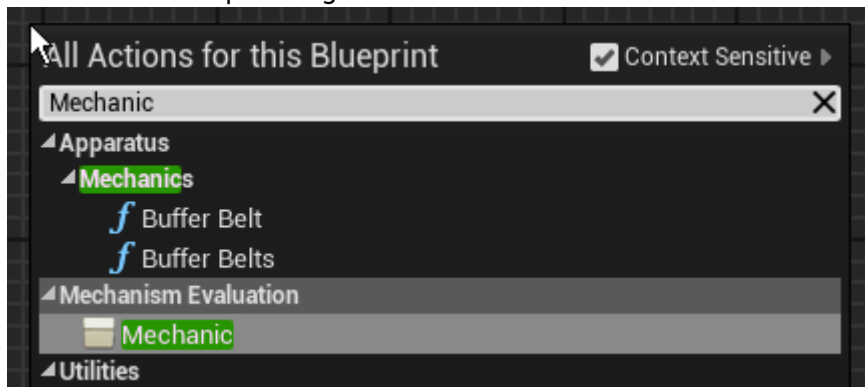 All Actions for this Blueprint Context Sensitive
Mechanic
Apparatus
Mechanics
f Buffer Belt
f Buffer Belts
Mechanism Evaluation
Mechanic
Utilities